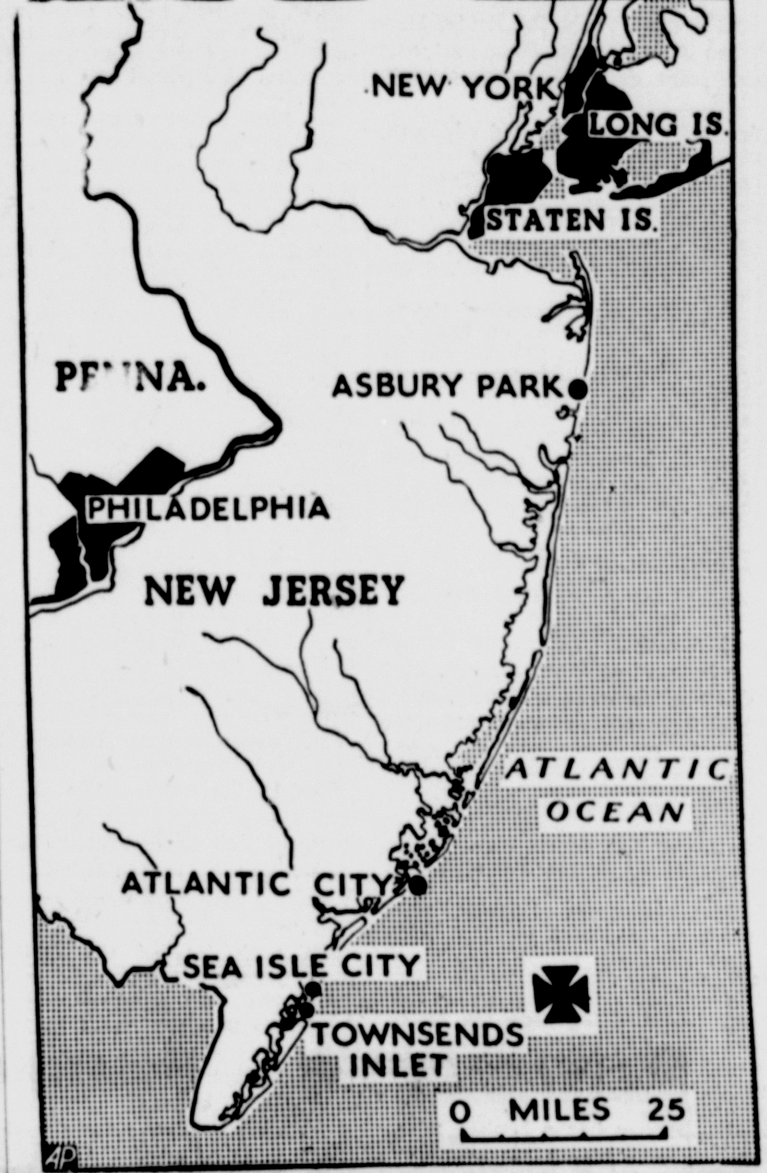 NEW YORK
LONG IS.
STATEN IS.
PENNA.
ASBURY PARK
PHILADELPHIA
NEW JERSEY
ATLANTIC
OCEAN
ATLANTIC CITY
SEA ISLE CITY
TOWNSENDS
INLET
0 MILES 25
AP